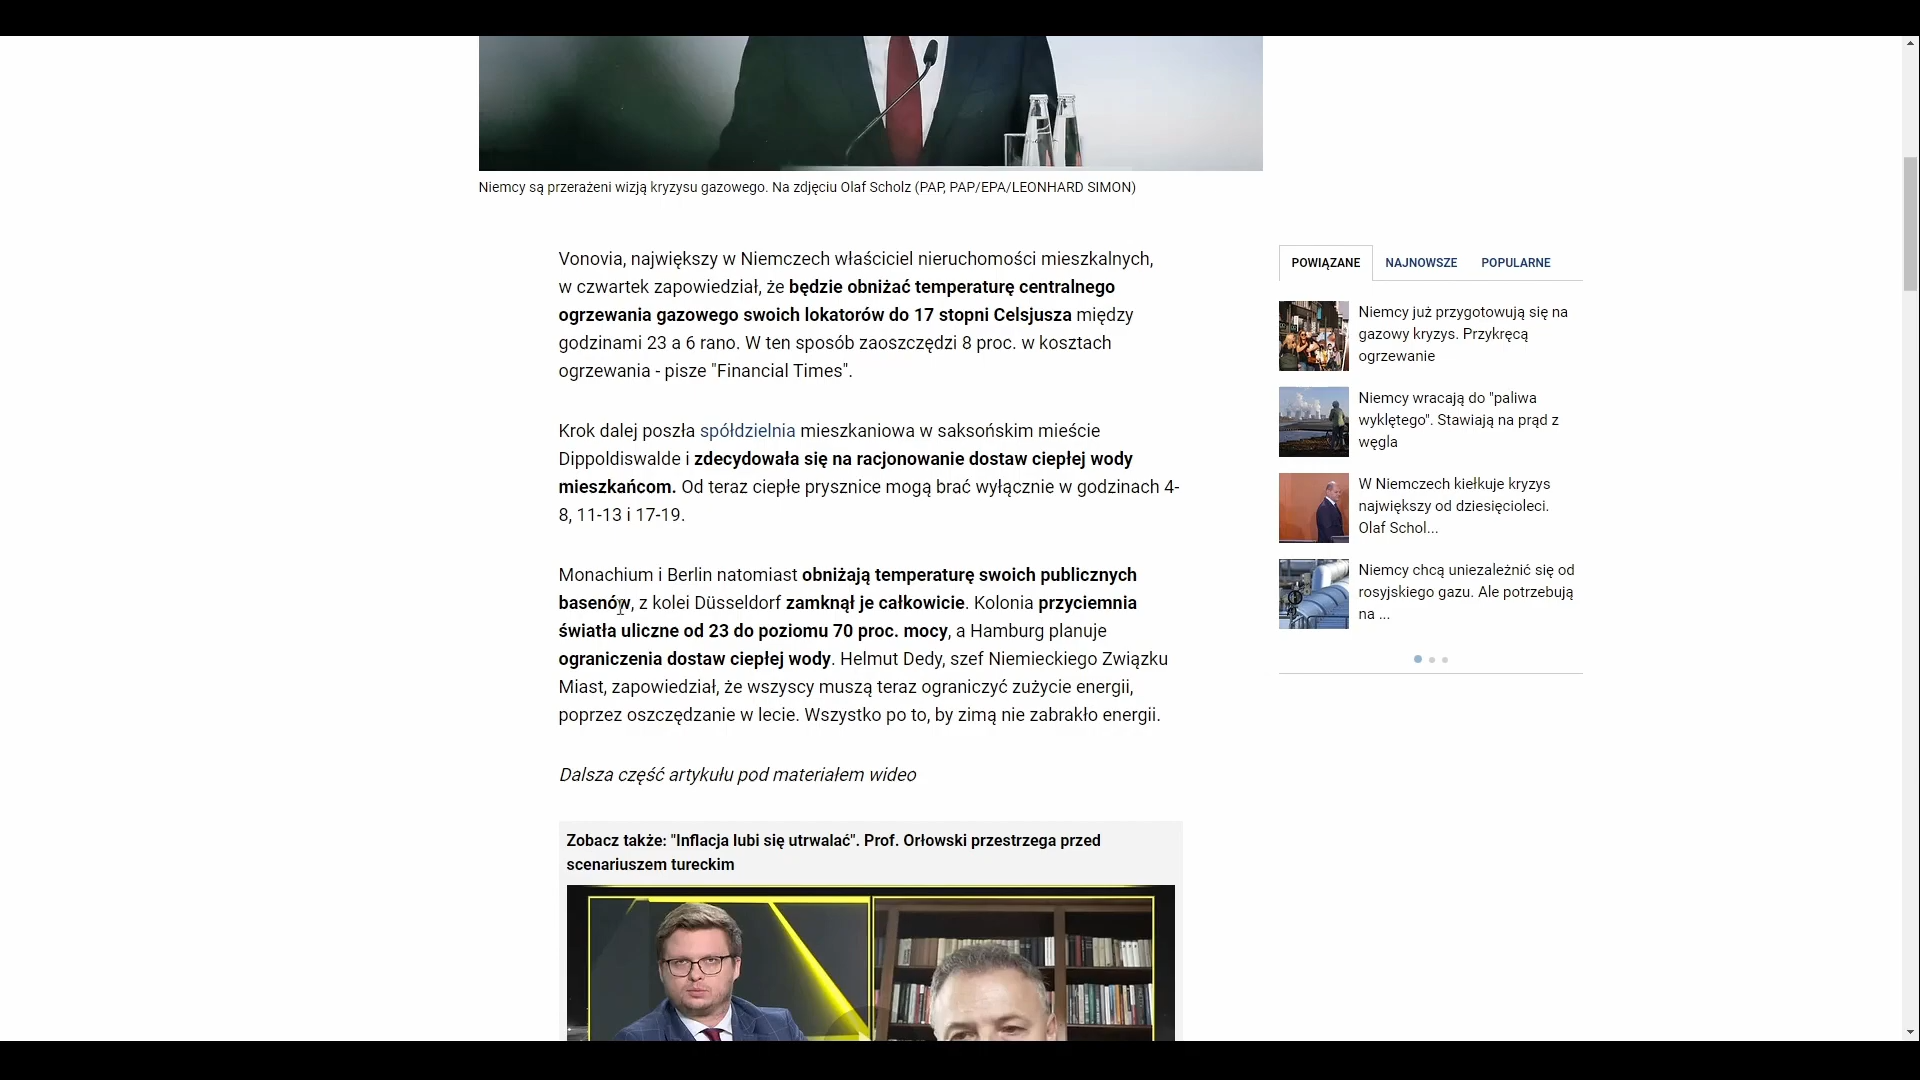 Niemcy są przerażeni wizją kryzysu gazowego. Na zdjęciu Olaf Scholz (PAP, PAP/EPA/LEONHARD SIMON)
Vonovia, największy w Niemczech właściciel nieruchomości mieszkalnych,
w czwartek zapowiedział, że będzie obniżać temperaturę centralnego
ogrzewania gazowego swoich lokatorów do 17 stopni Celsjusza między
godzinami 23 a 6 rano. W ten sposób zaoszczędzi 8 proc. w kosztach
ogrzewania - pisze "Financial Times".
Krok dalej poszła spółdzielnia mieszkaniowa w saksońskim mieście
Dippoldiswalde i zdecydowała się na racjonowanie dostaw ciepłej wody
mieszkańcom. Od teraz ciepłe prysznice mogą brać wyłącznie w godzinach 4-
8, 11-13 i 17-19.
Monachium i Berlin natomiast obniżają temperaturę swoich publicznych
basenów, z kolei Düsseldorf zamknął je całkowicie. Kolonia przyciemnia
światła uliczne od 23 do poziomu 70 proc. mocy, a Hamburg planuje
ograniczenia dostaw ciepłej wody. Helmut Dedy, szef Niemieckiego Związku
Miast, zapowiedział, że wszyscy muszą teraz ograniczyć zużycie energii,
poprzez oszczędzanie w lecie. Wszystko po to, by zimą nie zabrakło energii.
Dalsza część artykułu pod materiałem wideo
Zobacz także: "Inflacja lubi się utrwalać". Prof. Orłowski przestrzega przed
scenariuszem tureckim
POWIĄZANE NAJNOWSZE POPULARNE
Niemcy już przygotowują się na
gazowy kryzys. Przykręcą
ogrzewanie
Niemcy wracają do "paliwa
wyklętego". Stawiają na prąd z
węgla
W Niemczech kiełkuje kryzys
największy od dziesięcioleci.
Olaf Schol...
Niemcy chcą uniezależnić się od
rosyjskiego gazu. Ale potrzebują
na ...